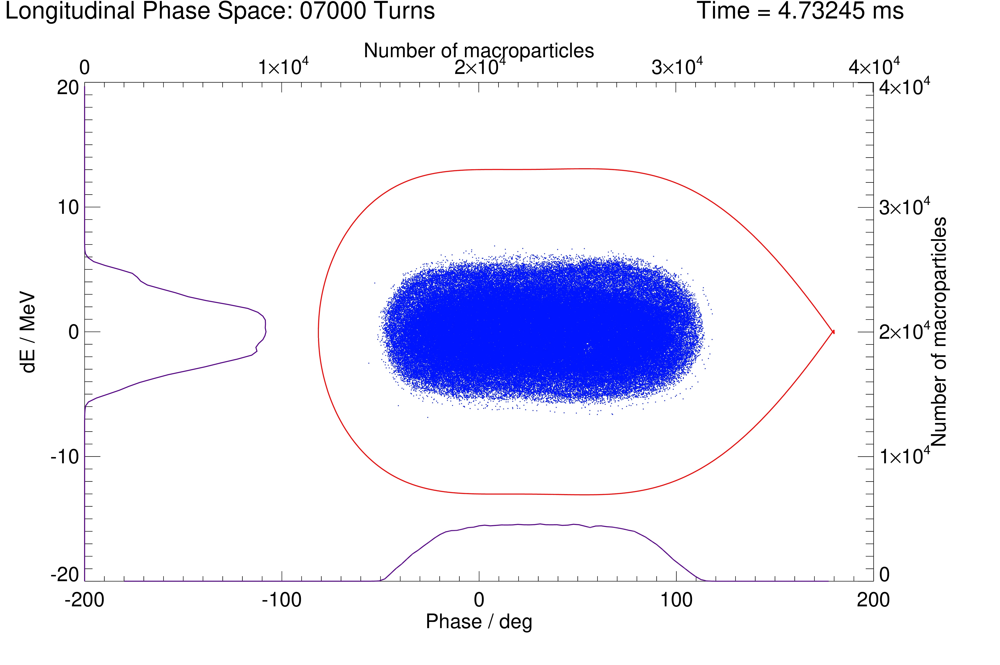 Longitudinal Phase Space: 07000 Turns
Time = 4.73245 ms
Number of macroparticles
0 1×10⁴ 2×10⁴ 3×10⁴ 4×10⁴
20
10
0
-10
-20
dE / MeV
4×10⁴
3×10⁴
2×10⁴
1×10⁴
0
Number of macroparticles
-200 -100 0 100 200
Phase / deg